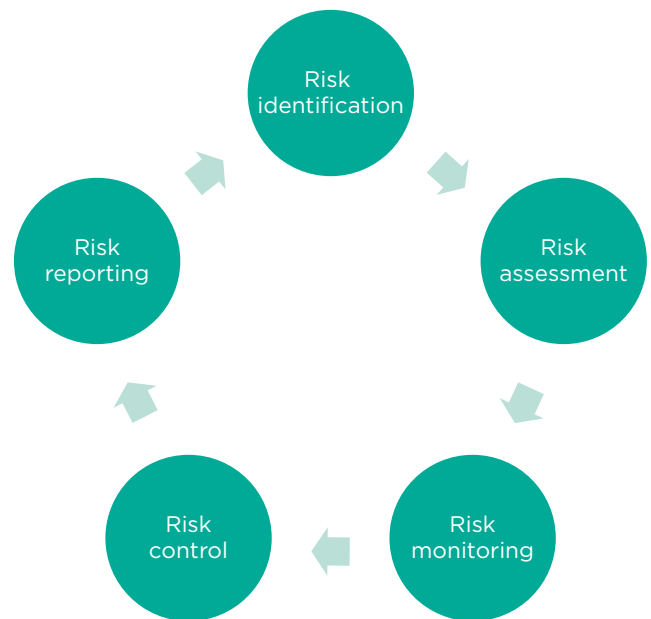 Risk
identification
Risk
assessment
Risk
monitoring
Risk
control
Risk
reporting